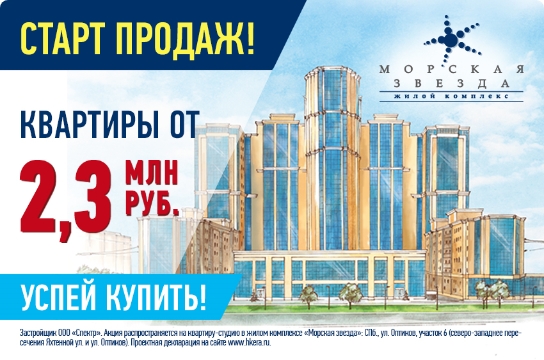 СТАРТ ПРОДАЖ!
МОРСКАЯ
ЗВЕЗДА
ЖИЛОЙ КОМПЛЕКС
КВАРТИРЫ ОТ
2,3 МЛН
РУБ.
УСПЕЙ КУПИТЬ!
Застройщик ООО «Спектр». Акция распространяется на квартиру-студию в жилом комплексе «Морская звезда»: СПб., ул. Оптиков, участок 6 (северо-западнее пере-
сечения Яхтенной ул. и ул. Оптиков). Проектная декларация на сайте www.hkera.ru.